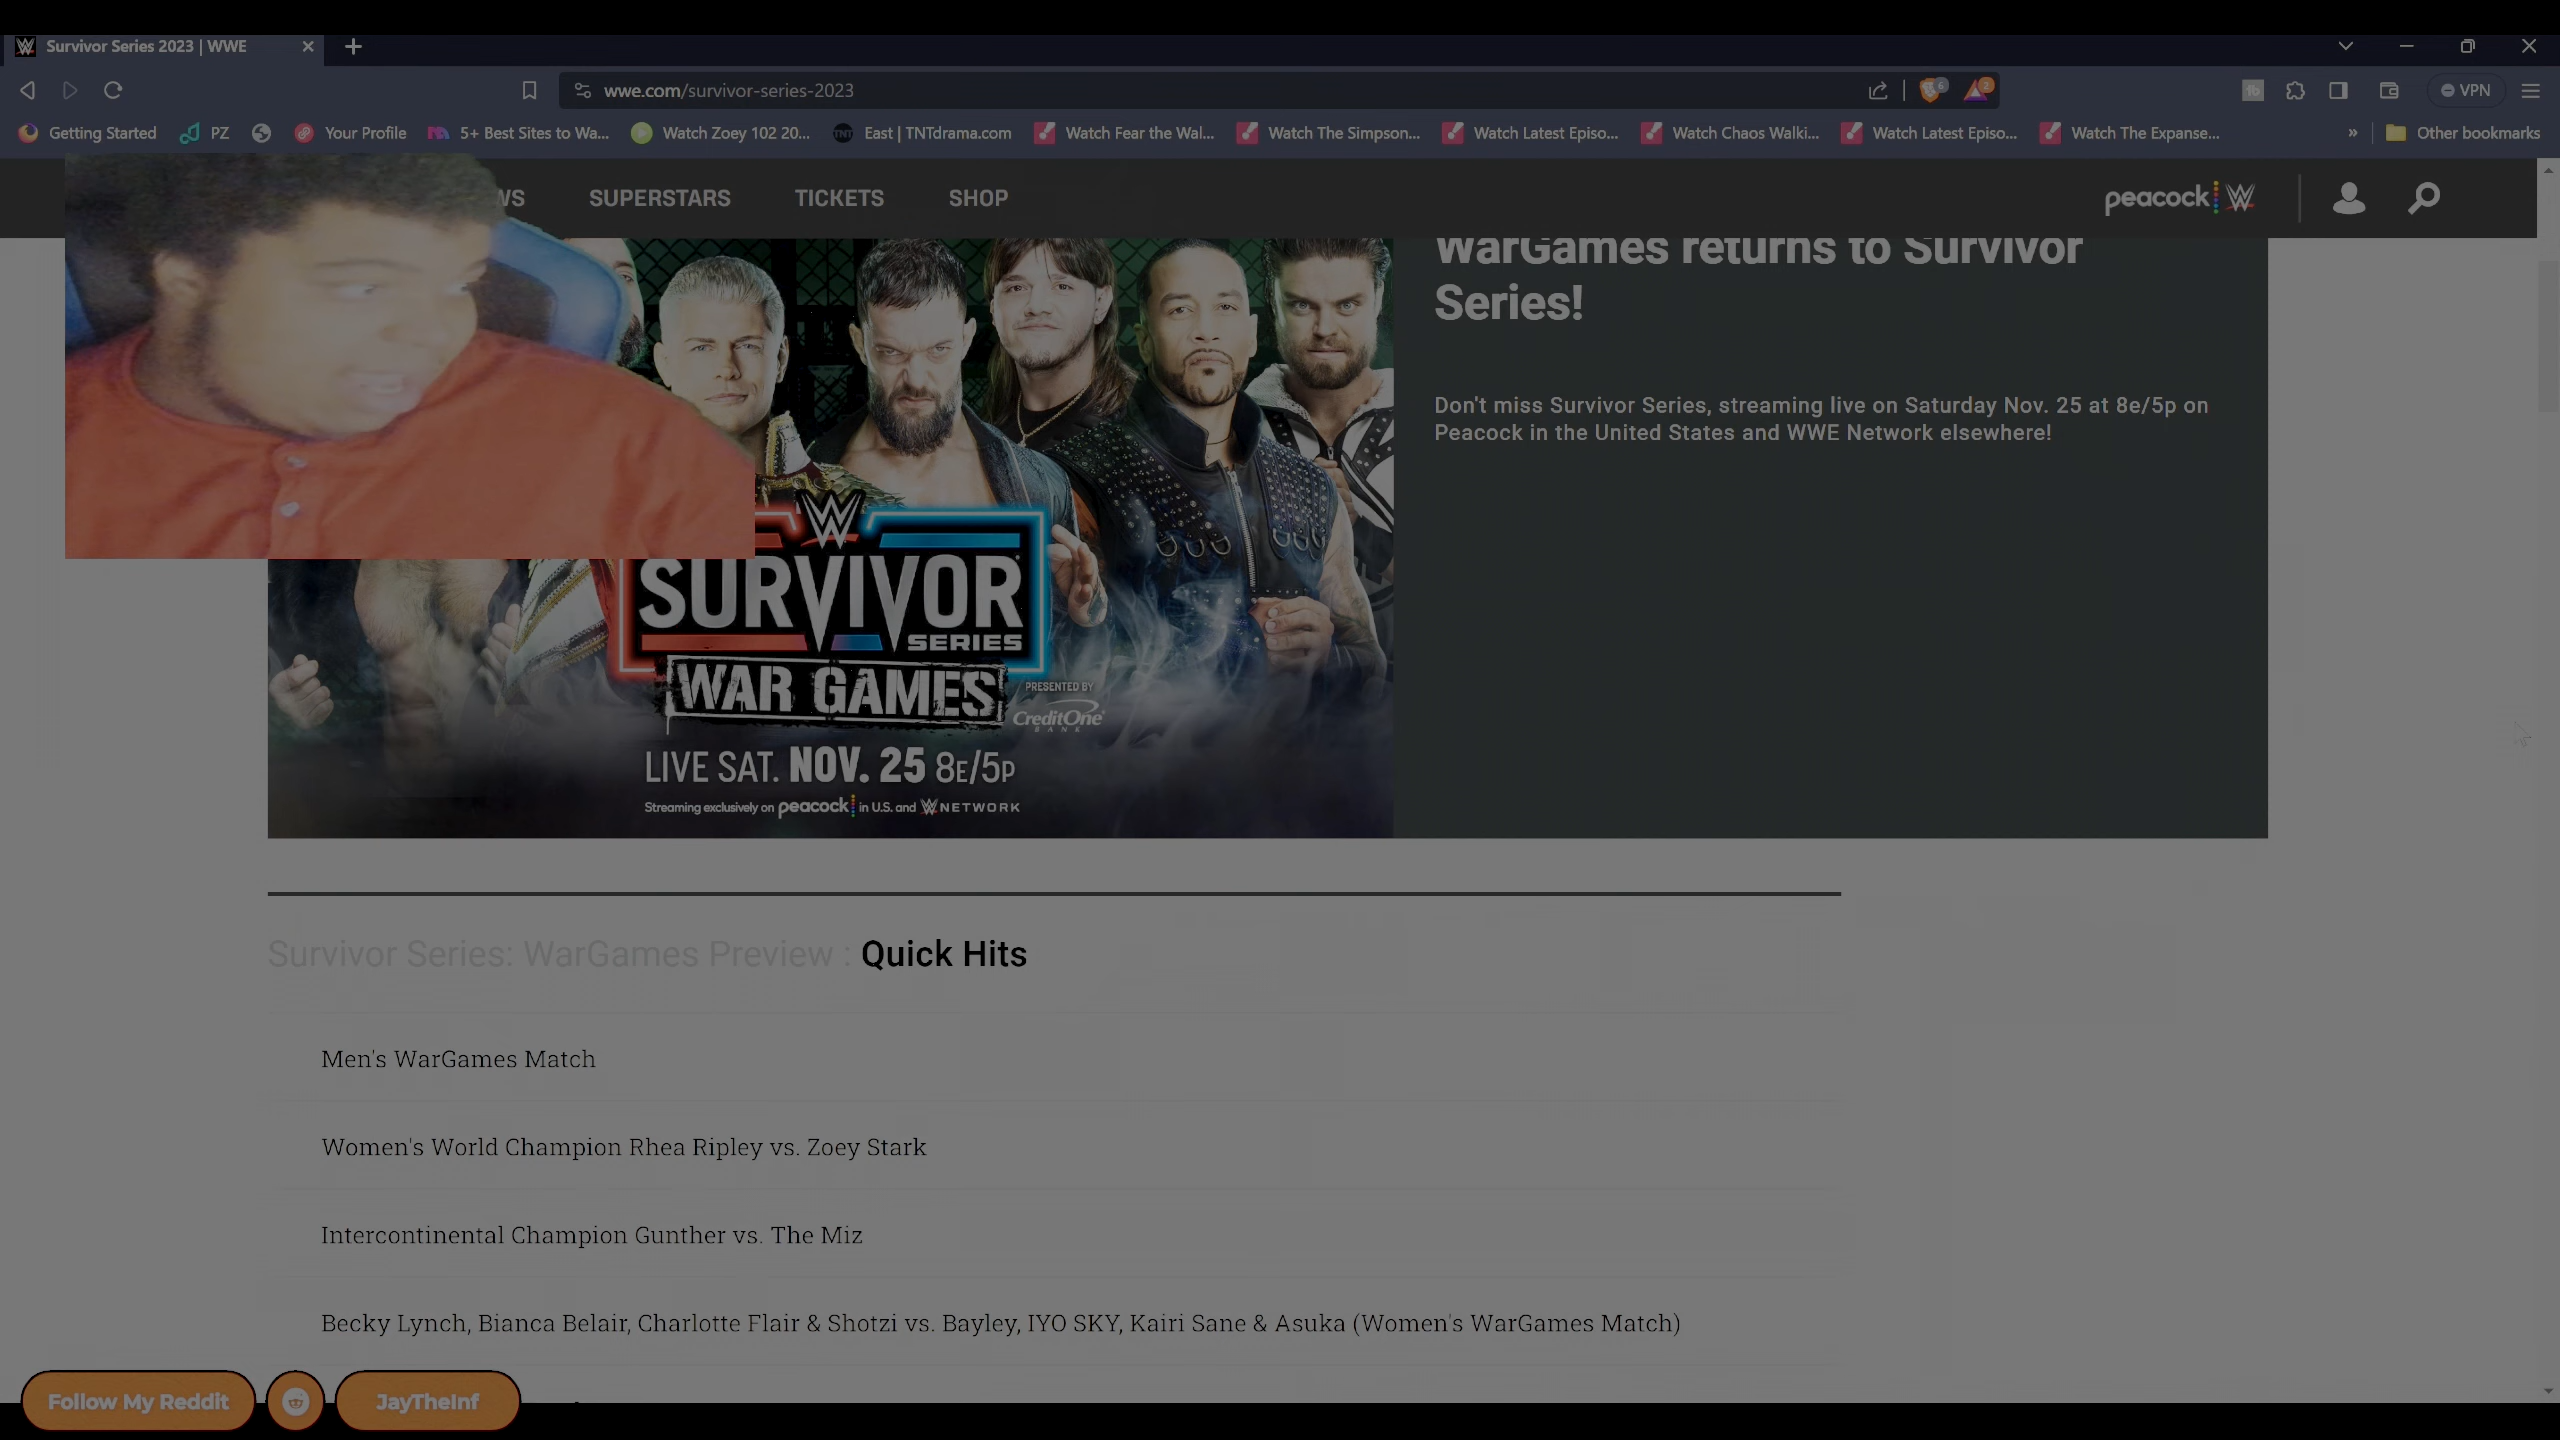 Survivor Series 2023 | WWE
wwe.com/survivor-series-2023
6
2
VPN
Getting Started
PZ
Your Profile
5+ Best Sites to Wa...
Watch Zoey 102 20...
TNT
East | TNTdrama.com
Watch Fear the Wal...
Watch The Simpson...
Watch Latest Episo...
Watch Chaos Walki...
Watch Latest Episo...
Watch The Expanse...
Other bookmarks
WS
SUPERSTARS
TICKETS
SHOP
peacock
WarGames returns to Survivor
Series!
Don't miss Survivor Series, streaming live on Saturday Nov. 25 at 8e/5p on
Peacock in the United States and WWE Network elsewhere!
SURVIVOR
SERIES
WAR GAMES
PRESENTED BY
CreditOne
BANK
LIVE SAT. NOV. 25 8E/5P
Streaming exclusively on peacock in U.S. and W NETWORK
Survivor Series: WarGames Preview : Quick Hits
Men's WarGames Match
Women's World Champion Rhea Ripley vs. Zoey Stark
Intercontinental Champion Gunther vs. The Miz
Becky Lynch, Bianca Belair, Charlotte Flair & Shotzi vs. Bayley, IYO SKY, Kairi Sane & Asuka (Women's WarGames Match)
Follow My Reddit
JayTheInf